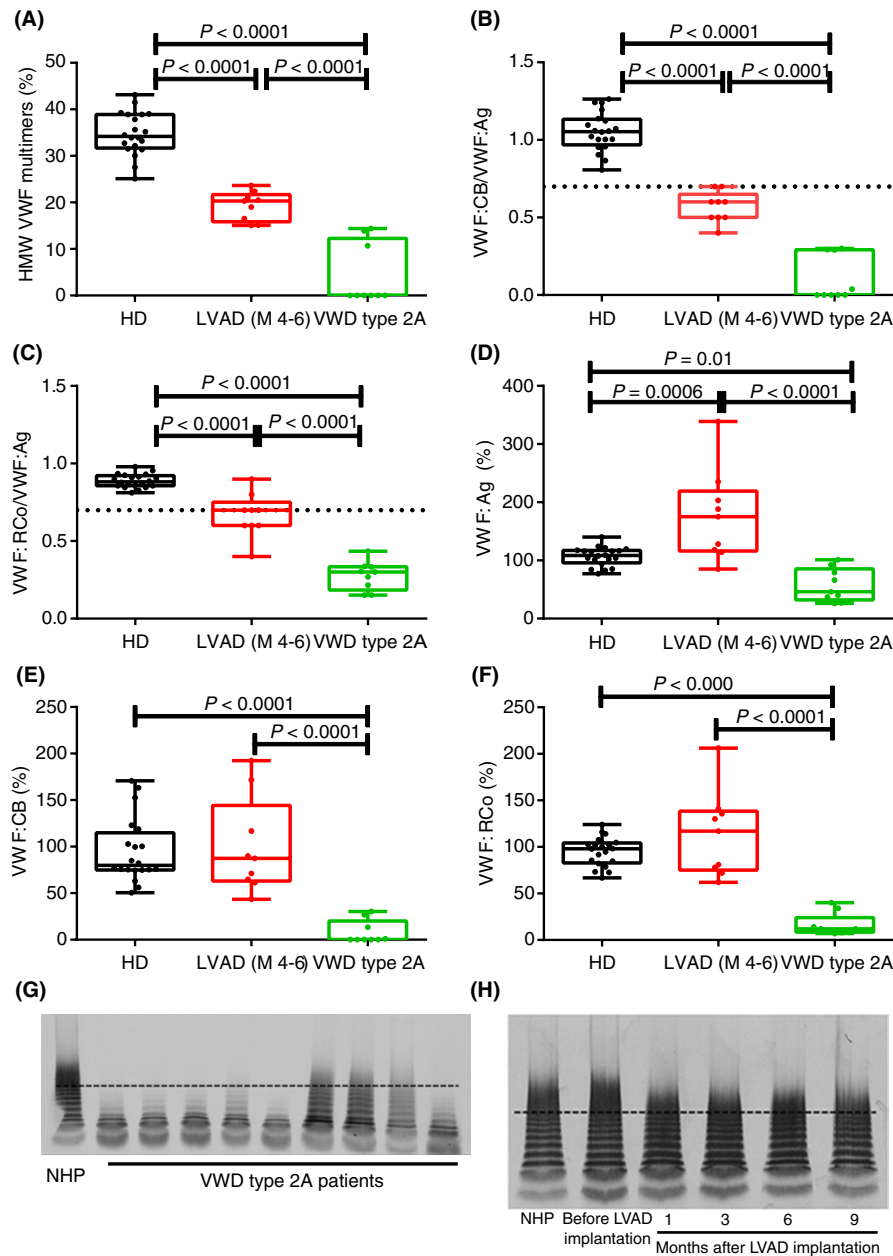 (A)
P < 0.0001
P < 0.0001 P < 0.0001
HMW VWF multimers (%)
50
40
30
20
10
0
HD LVAD (M 4-6) VWD type 2A
(B)
P < 0.0001
P < 0.0001 P < 0.0001
VWF:CB/VWF:Ag
1.5
1.0
0.5
0.0
HD LVAD (M 4-6) VWD type 2A
(C)
P < 0.0001
P < 0.0001 P < 0.0001
VWF:RCo/VWF:Ag
1.5
1.0
0.5
0.0
HD LVAD (M 4-6) VWD type 2A
(D)
P = 0.01
P = 0.0006 P < 0.0001
VWF:Ag (%)
400
300
200
100
0
HD LVAD (M 4-6) VWD type 2A
(E)
P < 0.0001
P < 0.0001
VWF:CB (%)
250
200
150
100
50
0
HD LVAD (M 4-6) VWD type 2A
(F)
P < 0.000
P < 0.0001
VWF:RCo (%)
250
200
150
100
50
0
HD LVAD (M 4-6) VWD type 2A
(G)
NHP
VWD type 2A patients
(H)
NHP Before LVAD 1 3 6 9
implantation Months after LVAD implantation